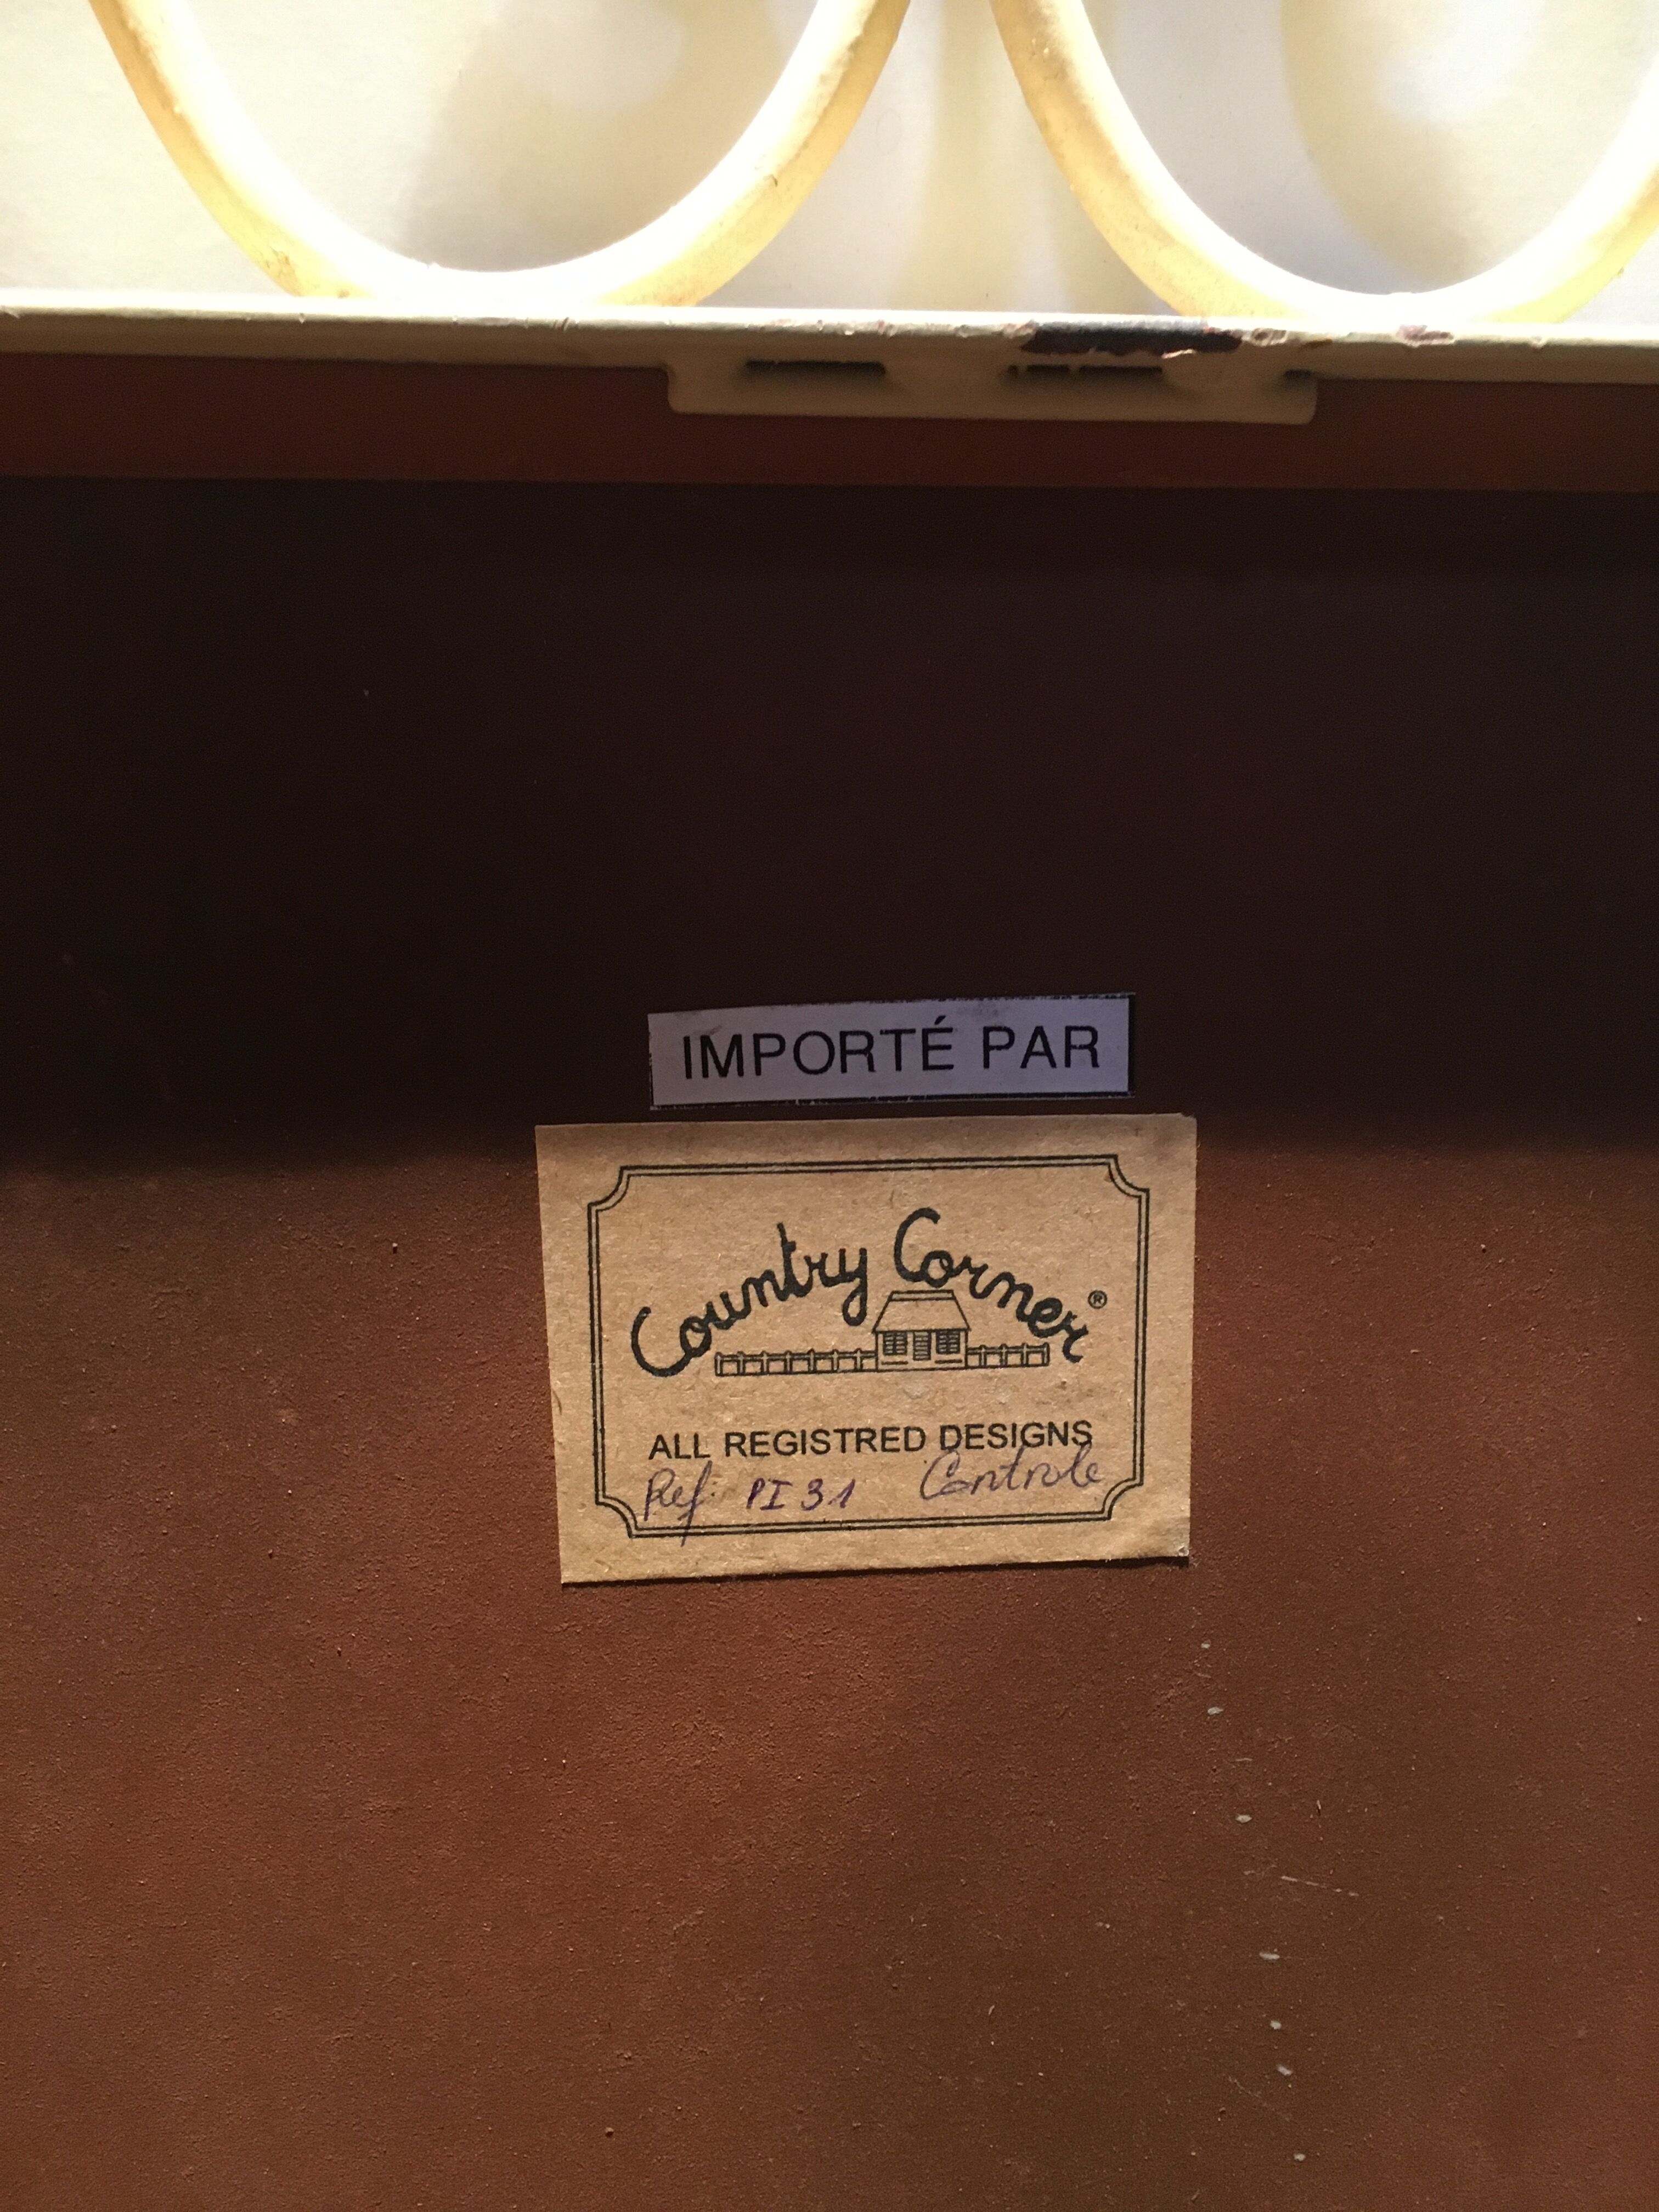 IMPORTÉ PAR
Country Corner®
ALL REGISTRED DESIGNS
Ref: PI 31 Controle